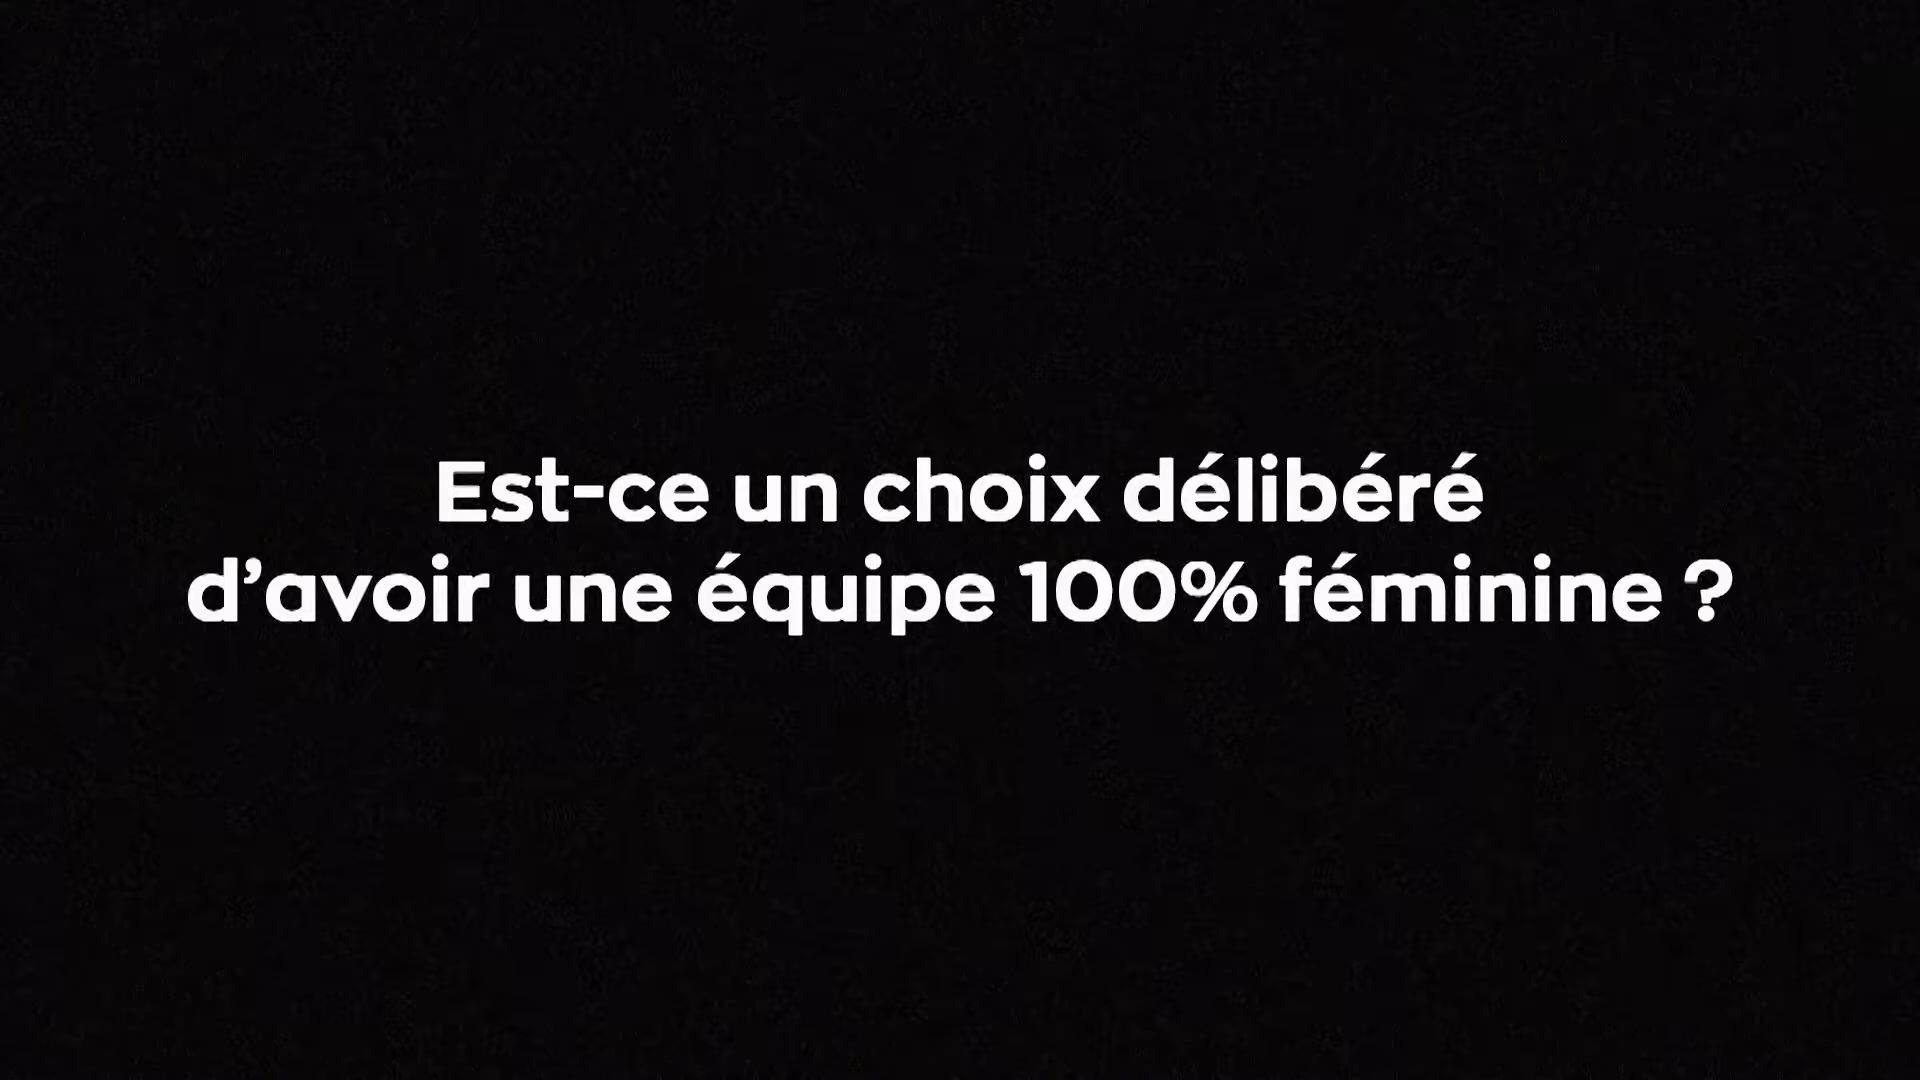 Est-ce un choix délibéré
d’avoir une équipe 100% féminine ?